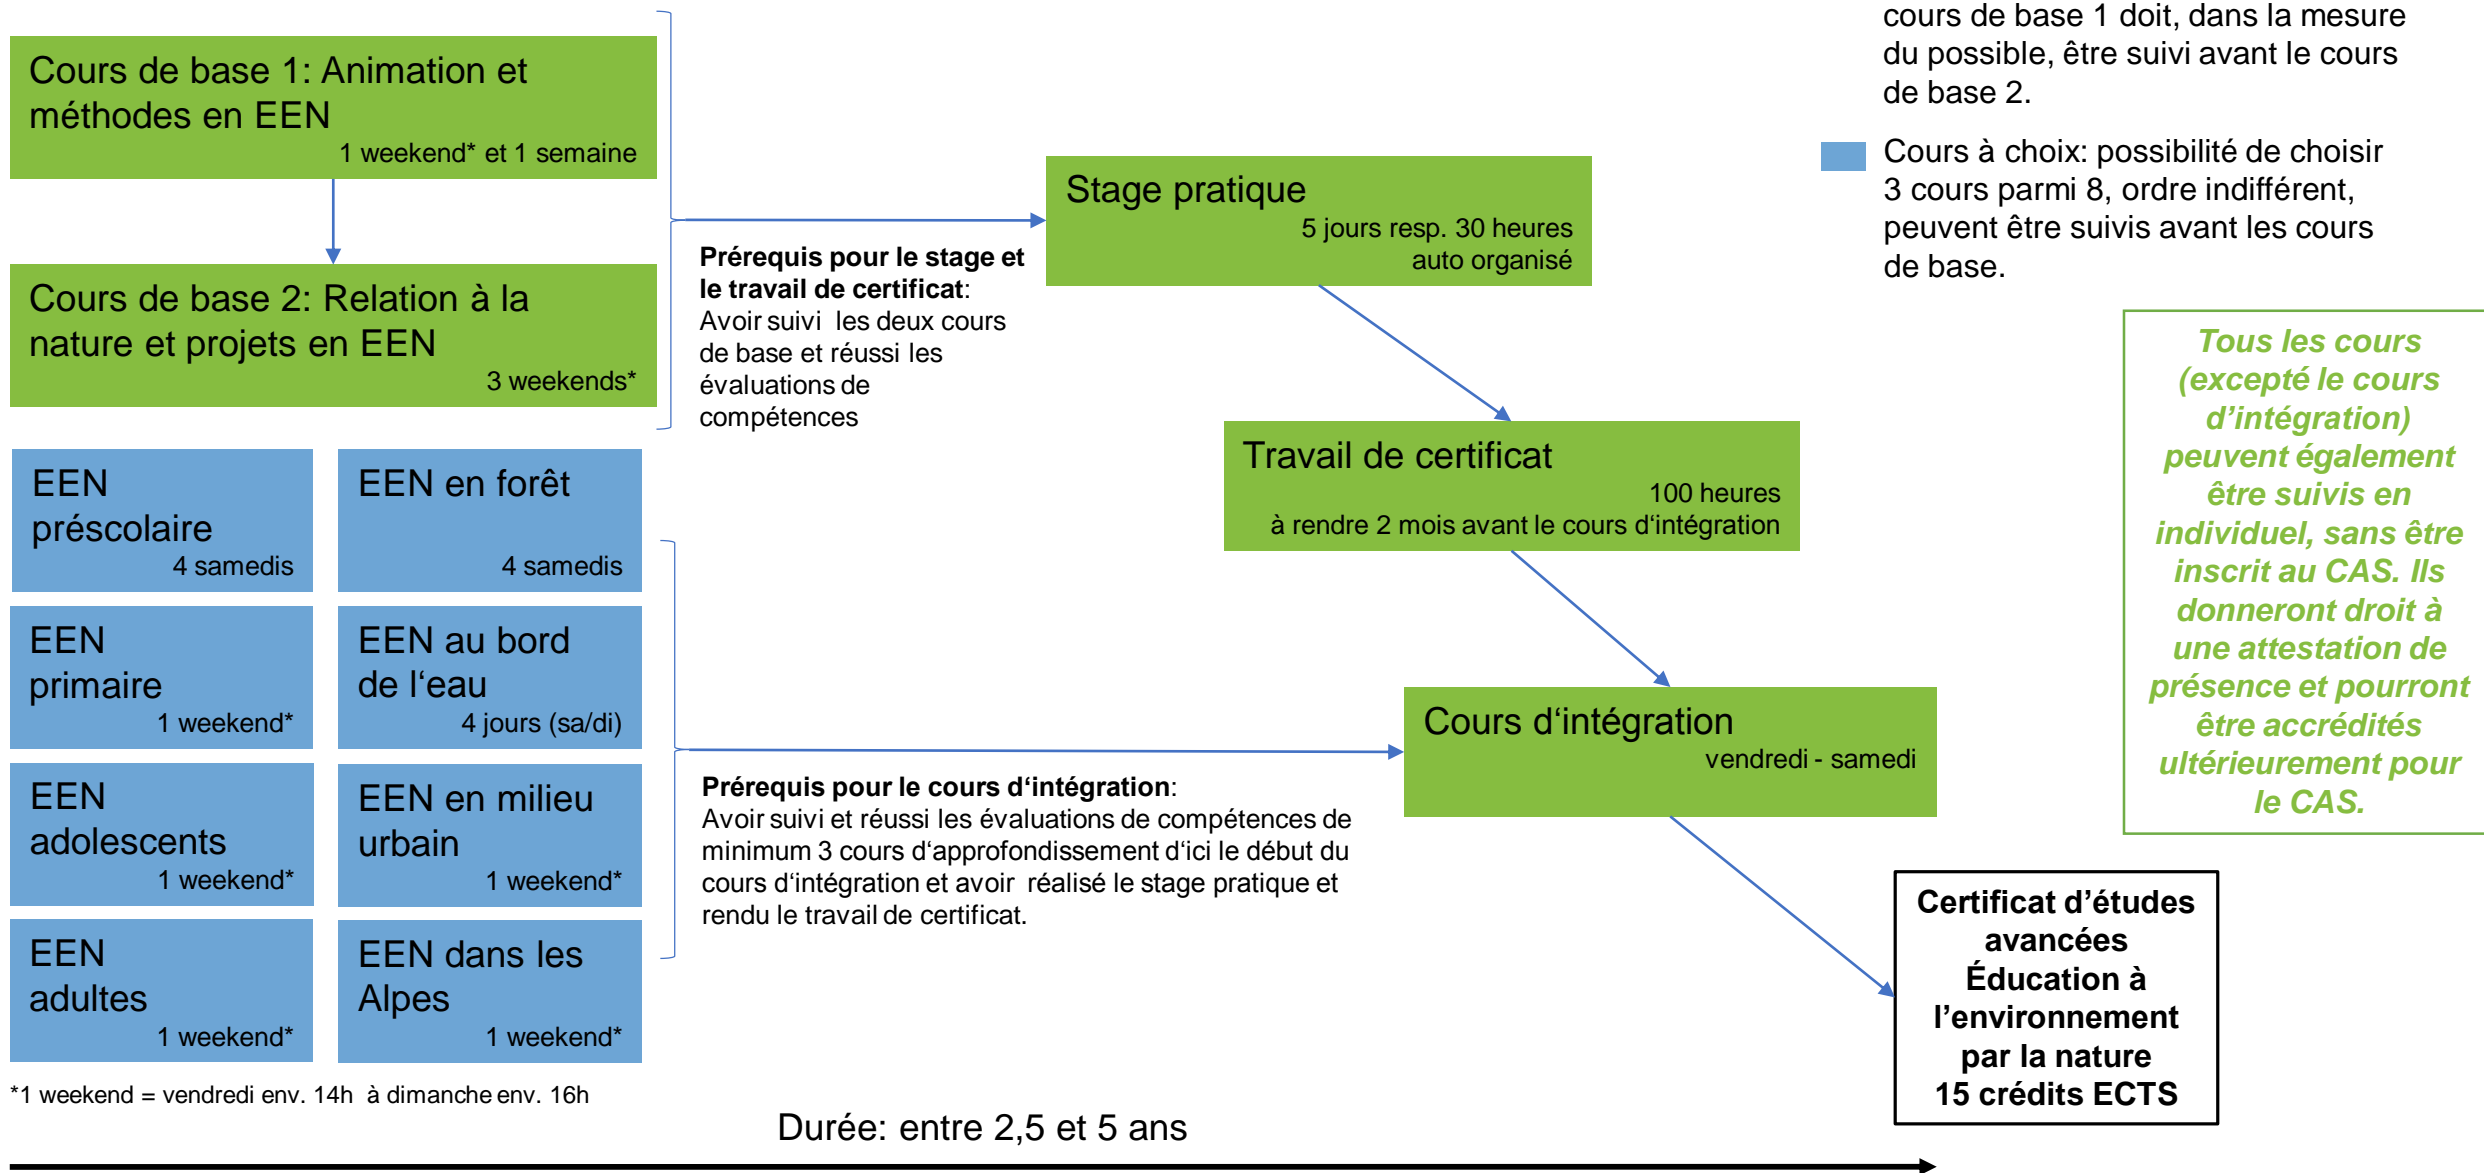 Cours de base 1: Animation et
méthodes en EEN
1 weekend* et 1 semaine
Cours de base 2: Relation à la
nature et projets en EEN
3 weekends*
Prérequis pour le stage et
le travail de certificat:
Avoir suivi les deux cours
de base et réussi les
évaluations de
compétences
Stage pratique
5 jours resp. 30 heures
auto organisé
cours de base 1 doit, dans la mesure
du possible, être suivi avant le cours
de base 2.
Cours à choix: possibilité de choisir
3 cours parmi 8, ordre indifférent,
peuvent être suivis avant les cours
de base.
Tous les cours
(excepté le cours
d’intégration)
peuvent également
être suivis en
individuel, sans être
inscrit au CAS. Ils
donneront droit à
une attestation de
présence et pourront
être accrédités
ultérieurement pour
le CAS.
Travail de certificat
100 heures
à rendre 2 mois avant le cours d‘intégration
EEN
préscolaire
4 samedis
EEN en forêt
4 samedis
EEN
primaire
1 weekend*
EEN au bord
de l‘eau
4 jours (sa/di)
EEN
adolescents
1 weekend*
EEN en milieu
urbain
1 weekend*
EEN
adultes
1 weekend*
EEN dans les
Alpes
1 weekend*
Cours d‘intégration
vendredi - samedi
Prérequis pour le cours d‘intégration:
Avoir suivi et réussi les évaluations de compétences de
minimum 3 cours d‘approfondissement d‘ici le début du
cours d‘intégration et avoir réalisé le stage pratique et
rendu le travail de certificat.
Certificat d’études
avancées
Éducation à
l’environnement
par la nature
15 crédits ECTS
*1 weekend = vendredi env. 14h à dimanche env. 16h
Durée: entre 2,5 et 5 ans